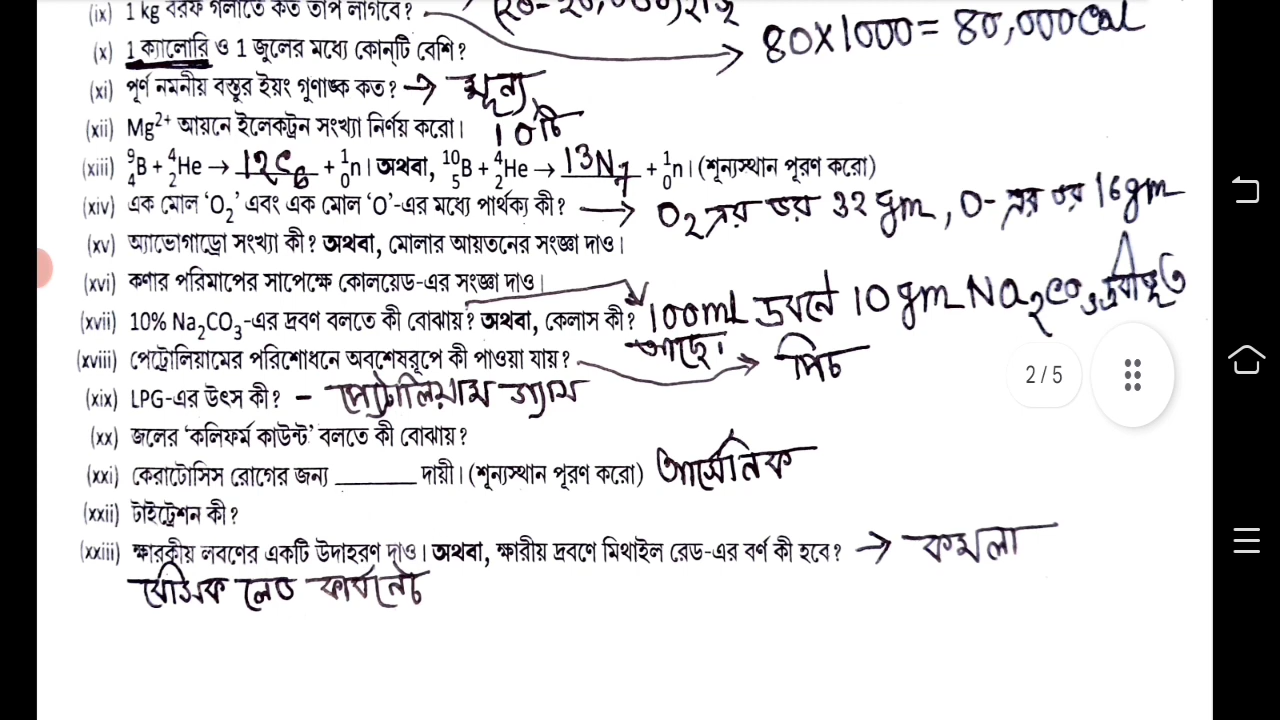 (ix) 1 kg বরফ গলাতে কত তাপ লাগবে?
80X1000 = 80,000 Cal
(x) 1 ক্যালোরি ও 1 জুলের মধ্যে কোন্‌টি বেশি?
(xi) পূর্ণ নমনীয় বস্তুর ইয়ং গুণাঙ্ক কত? → শূন্য
(xii) Mg²⁺ আয়নে ইলেকট্রন সংখ্যা নির্ণয় করো। 10টি
(xiii) ⁹₄B + ⁴₂He → 12C6 + ¹₀n। অথবা, ¹⁰₅B + ⁴₂He → 13N7 + ¹₀n। (শূন্যস্থান পূরণ করো)
(xiv) এক মোল ‘O₂’ এবং এক মোল ‘O’-এর মধ্যে পার্থক্য কী? → O₂ এর ভর 32 gm, O- এর ভর 16 gm
(xv) অ্যাভোগাড্রো সংখ্যা কী? অথবা, মোলার আয়তনের সংজ্ঞা দাও।
(xvi) কণার পরিমাপের সাপেক্ষে কোলয়েড-এর সংজ্ঞা দাও।
(xvii) 10% Na₂CO₃-এর দ্রবণ বলতে কী বোঝায়? অথবা, কেলাস কী? 100ml দ্রবনে 10 gm Na₂CO₃ দ্রবীভূত
আছে।
(xviii) পেট্রোলিয়ামের পরিশোধনে অবশেষরূপে কী পাওয়া যায়? → পিচ
2 / 5
(xix) LPG-এর উৎস কী? – পেট্রোলিয়াম গ্যাস
(xx) জলের ‘কলিফর্ম কাউন্ট’ বলতে কী বোঝায়?
(xxi) কেরাটোসিস রোগের জন্য ________ দায়ী। (শূন্যস্থান পূরণ করো) আর্সেনিক
(xxii) টাইট্রেশন কী?
(xxiii) ক্ষারকীয় লবণের একটি উদাহরণ দাও। অথবা, ক্ষারীয় দ্রবণে মিথাইল রেড-এর বর্ণ কী হবে? → কমলা
বেসিক লেড কার্বনেট